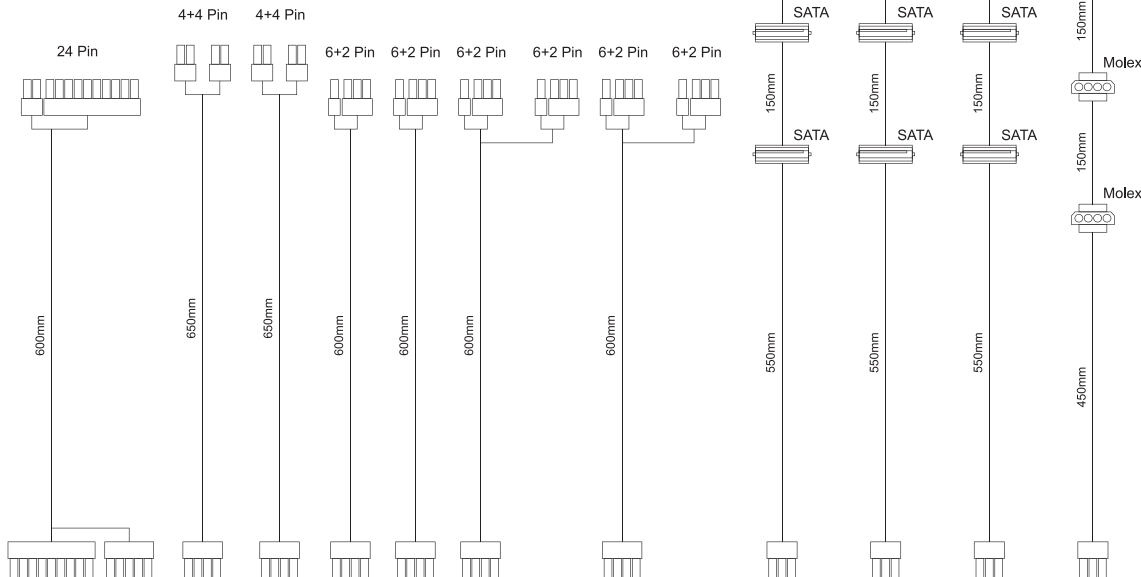 4+4 Pin 4+4 Pin
24 Pin
6+2 Pin 6+2 Pin 6+2 Pin 6+2 Pin 6+2 Pin 6+2 Pin
SATA SATA SATA
150mm
Molex
150mm 150mm 150mm
SATA SATA SATA
150mm
Molex
600mm 650mm 650mm 600mm 600mm 600mm 600mm 550mm 550mm 550mm 450mm